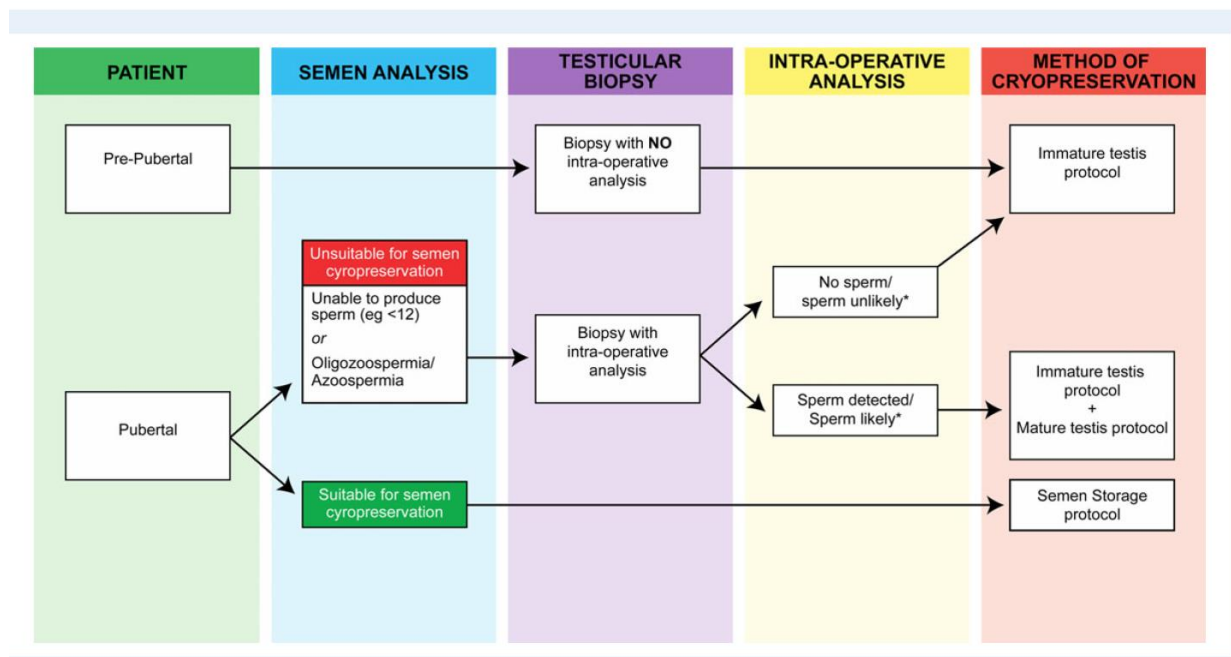 PATIENT
SEMEN ANALYSIS
TESTICULAR
BIOPSY
INTRA-OPERATIVE
ANALYSIS
METHOD OF
CRYOPRESERVATION
Pre-Pubertal
Biopsy with NO
intra-operative
analysis
Immature testis
protocol
Unsuitable for semen
cyropreservation
Unable to produce
sperm (eg <12)
or
Oligozoospermia/
Azoospermia
Biopsy with
intra-operative
analysis
No sperm/
sperm unlikely*
Pubertal
Sperm detected/
Sperm likely*
Immature testis
protocol
+
Mature testis protocol
Suitable for semen
cyropreservation
Semen Storage
protocol